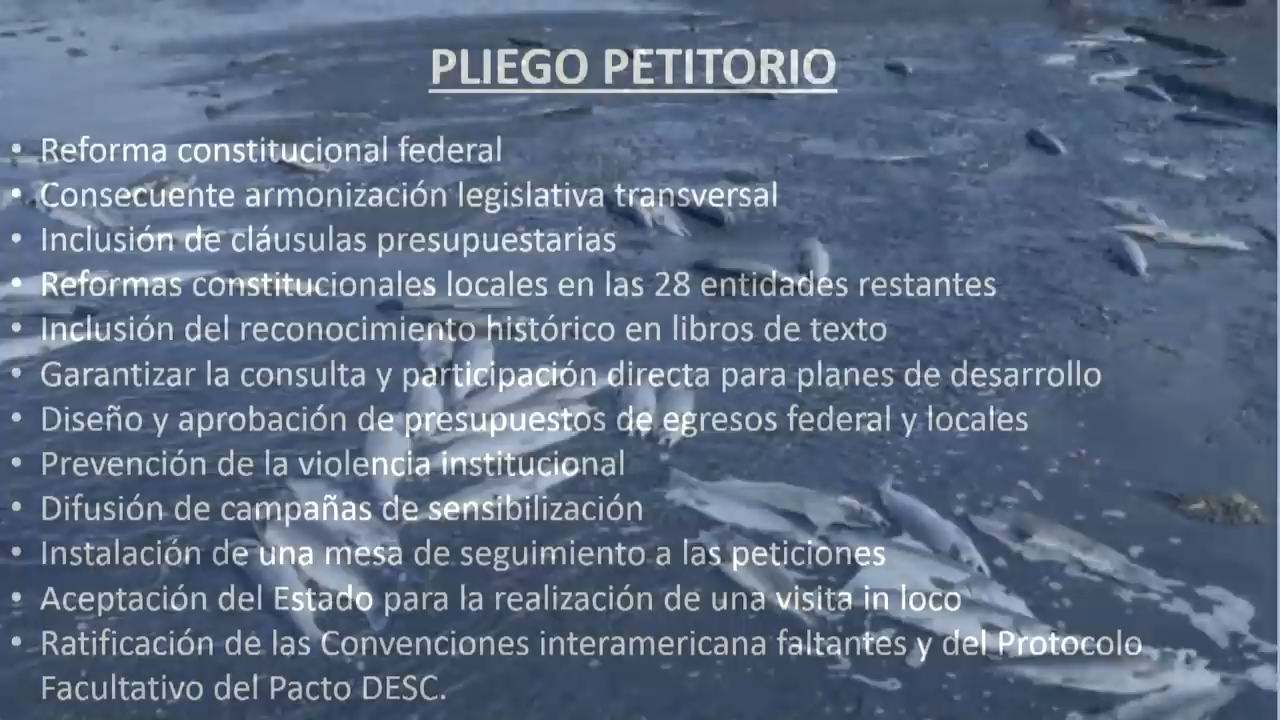 PLIEGO PETITORIO
• Reforma constitucional federal
• Consecuente armonización legislativa transversal
• Inclusión de cláusulas presupuestarias
• Reformas constitucionales locales en las 28 entidades restantes
• Inclusión del reconocimiento histórico en libros de texto
• Garantizar la consulta y participación directa para planes de desarrollo
• Diseño y aprobación de presupuestos de egresos federal y locales
• Prevención de la violencia institucional
• Difusión de campañas de sensibilización
• Instalación de una mesa de seguimiento a las peticiones
• Aceptación del Estado para la realización de una visita in loco
• Ratificación de las Convenciones interamericana faltantes y del Protocolo
Facultativo del Pacto DESC.